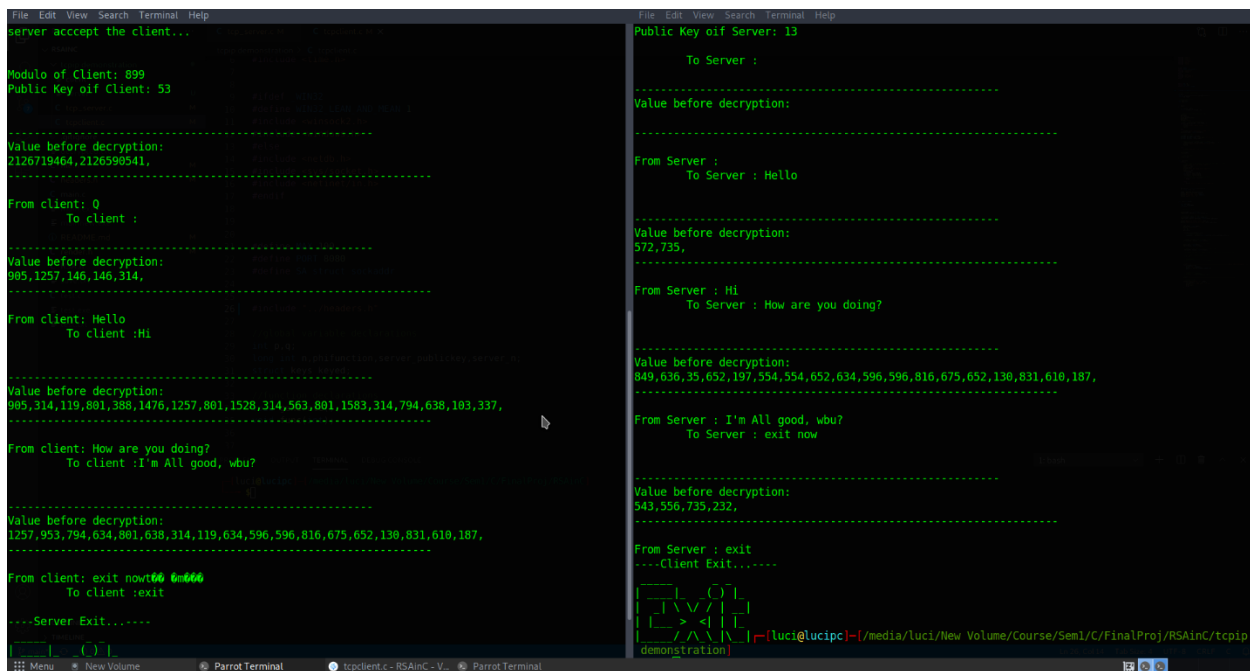 File Edit View Search Terminal Help
server acccept the client...
Modulo of Client: 899
Public Key oif Client: 53
------------------------------------------------------
Value before decryption:
2126719464,2126590541,
---------------------------------------------------------------
From client: Q
To client :
------------------------------------------------------
Value before decryption:
905,1257,146,146,314,
---------------------------------------------------------------
From client: Hello
To client :Hi
------------------------------------------------------
Value before decryption:
905,314,119,801,388,1476,1257,801,1528,314,563,801,1583,314,794,638,103,337,
---------------------------------------------------------------
From client: How are you doing?
To client :I'm All good, wbu?
------------------------------------------------------
Value before decryption:
1257,953,794,634,801,638,314,119,634,596,596,816,675,652,130,831,610,187,
---------------------------------------------------------------
From client: exit nowt�� �m���
To client :exit
----Server Exit...----
File Edit View Search Terminal Help
Public Key oif Server: 13
To Server :
------------------------------------------------------
Value before decryption:
---------------------------------------------------------------
From Server :
To Server : Hello
------------------------------------------------------
Value before decryption:
572,735,
---------------------------------------------------------------
From Server : Hi
To Server : How are you doing?
------------------------------------------------------
Value before decryption:
849,636,35,652,197,554,554,652,634,596,596,816,675,652,130,831,610,187,
---------------------------------------------------------------
From Server : I'm All good, wbu?
To Server : exit now
------------------------------------------------------
Value before decryption:
543,556,735,232,
---------------------------------------------------------------
From Server : exit
----Client Exit...----
[luci@lucipc]-[/media/luci/New Volume/Course/Sem1/C/FinalProj/RSAinC/tcpip
demonstration]
Menu New Volume Parrot Terminal tcpclient.c - RSAinC - V... Parrot Terminal